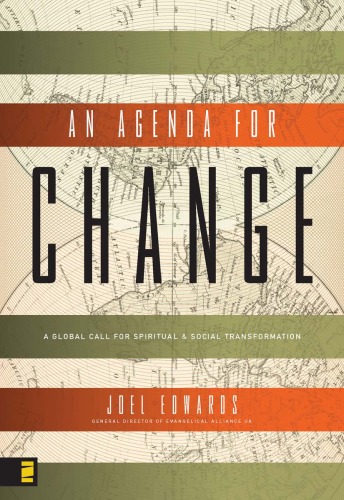 AN AGENDA FOR
CHANGE
A GLOBAL CALL FOR SPIRITUAL & SOCIAL TRANSFORMATION
JOEL EDWARDS
GENERAL DIRECTOR OF EVANGELICAL ALLIANCE UK